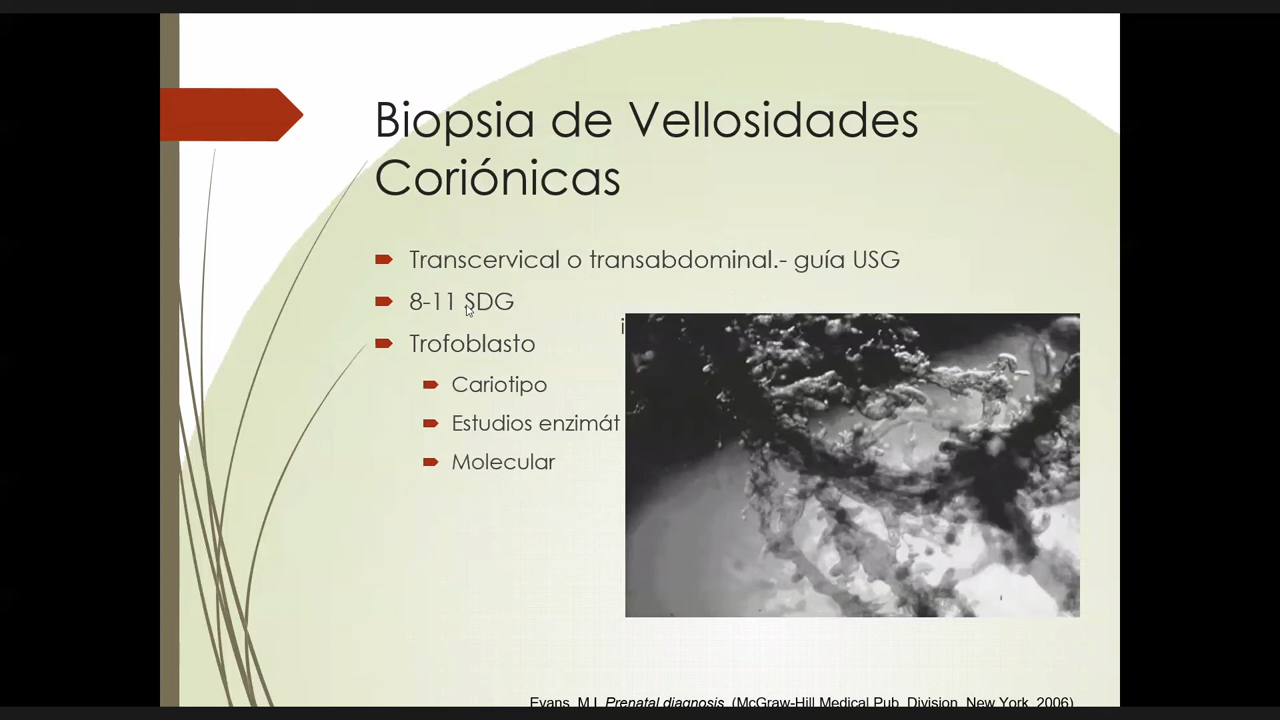 Biopsia de Vellosidades
Coriónicas
Transcervical o transabdominal.- guía USG
8-11 SDG
Trofoblasto
Cariotipo
Estudios enzimát
Molecular
Evans, M.I. Prenatal diagnosis, (McGraw-Hill Medical Pub. Division, New York, 2006)